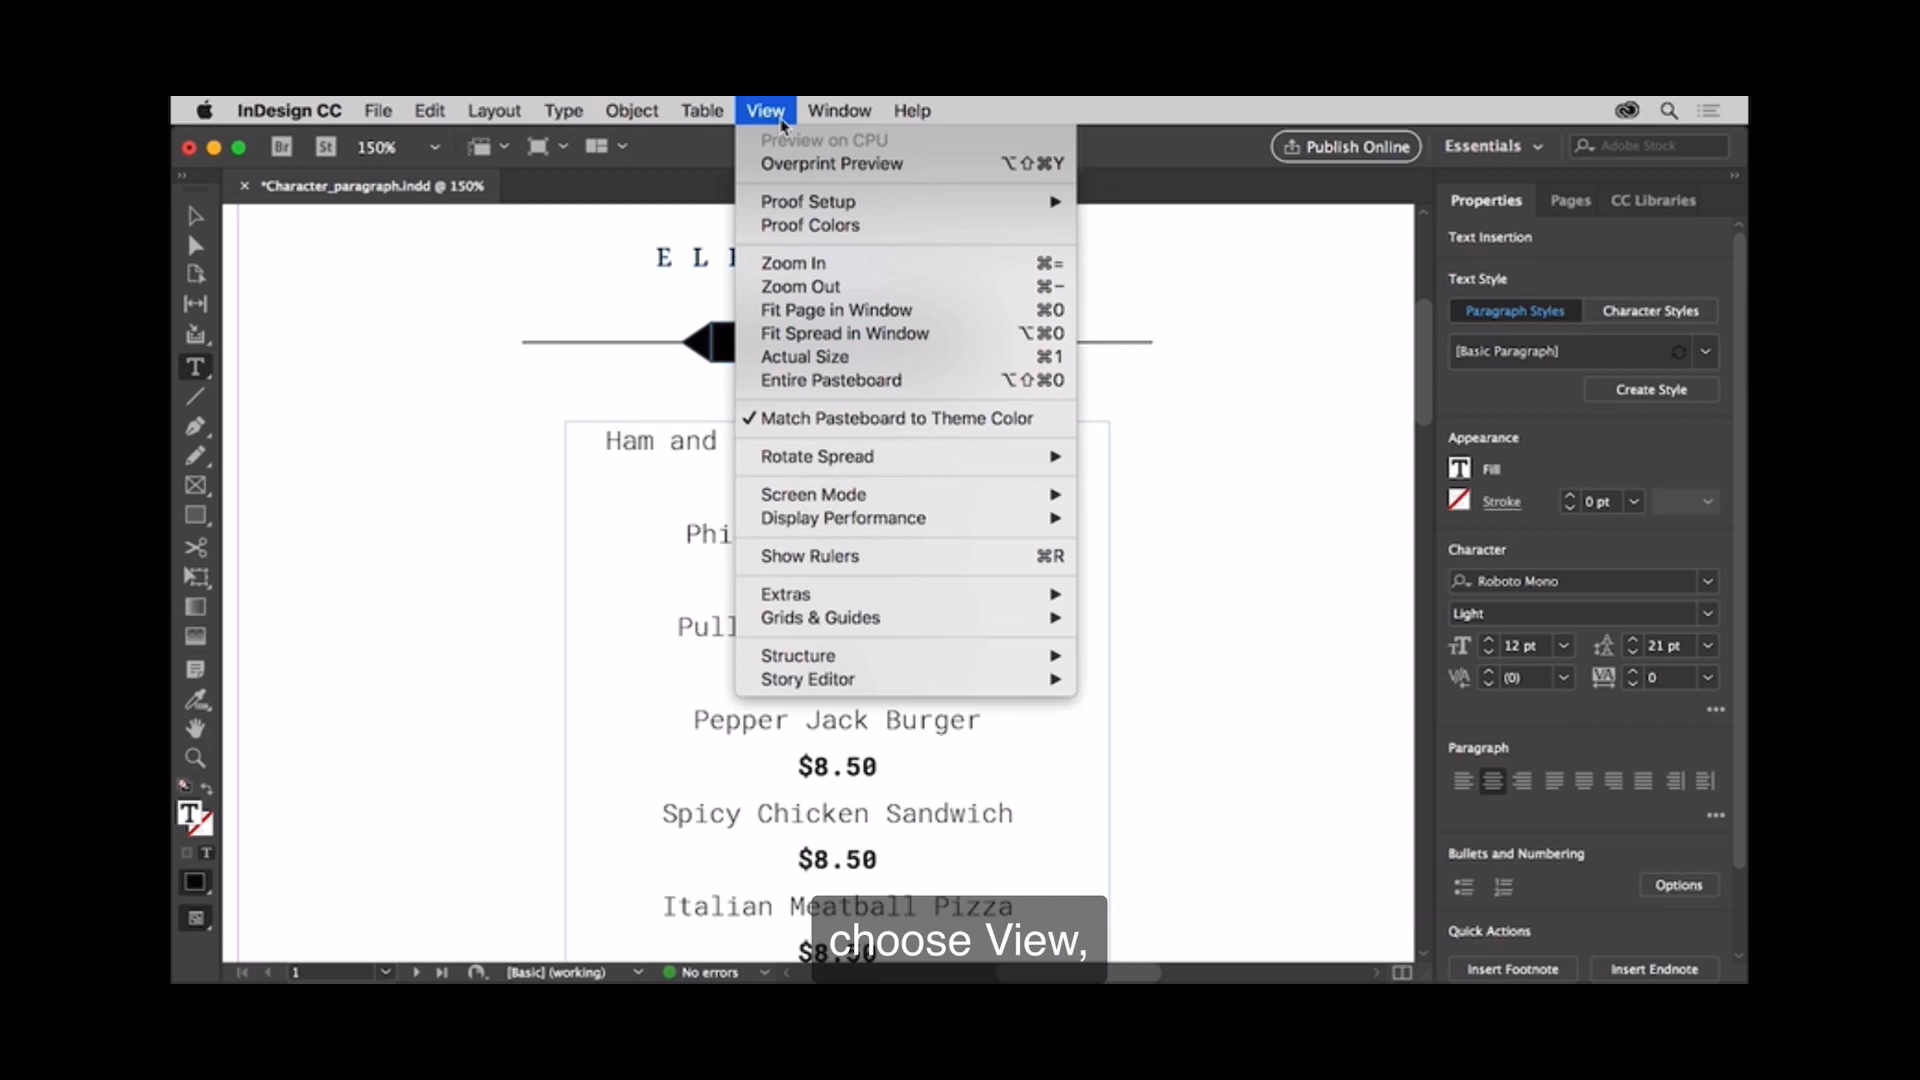 InDesign CC File Edit Layout Type Object Table View Window Help
Br St 150% Publish Online Essentials Adobe Stock
*Character_paragraph.indd @ 150%
Preview on CPU
Overprint Preview ⌥⇧⌘Y
Proof Setup
Proof Colors
Zoom In ⌘=
Zoom Out ⌘–
Fit Page in Window ⌘0
Fit Spread in Window ⌥⌘0
Actual Size ⌘1
Entire Pasteboard ⌥⇧⌘0
✓ Match Pasteboard to Theme Color
Rotate Spread
Screen Mode
Display Performance
Show Rulers ⌘R
Extras
Grids & Guides
Structure
Story Editor
E L
Ham and
Phi
Pull
Pepper Jack Burger
$8.50
Spicy Chicken Sandwich
$8.50
Italian Meatball Pizza
$8.50
choose View,
Properties Pages CC Libraries
Text Insertion
Text Style
Paragraph Styles Character Styles
[Basic Paragraph]
Create Style
Appearance
Fill
Stroke 0 pt
Character
Roboto Mono
Light
12 pt 21 pt
(0) 0
Paragraph
Bullets and Numbering
Options
Quick Actions
Insert Footnote Insert Endnote
1 [Basic] (working) No errors